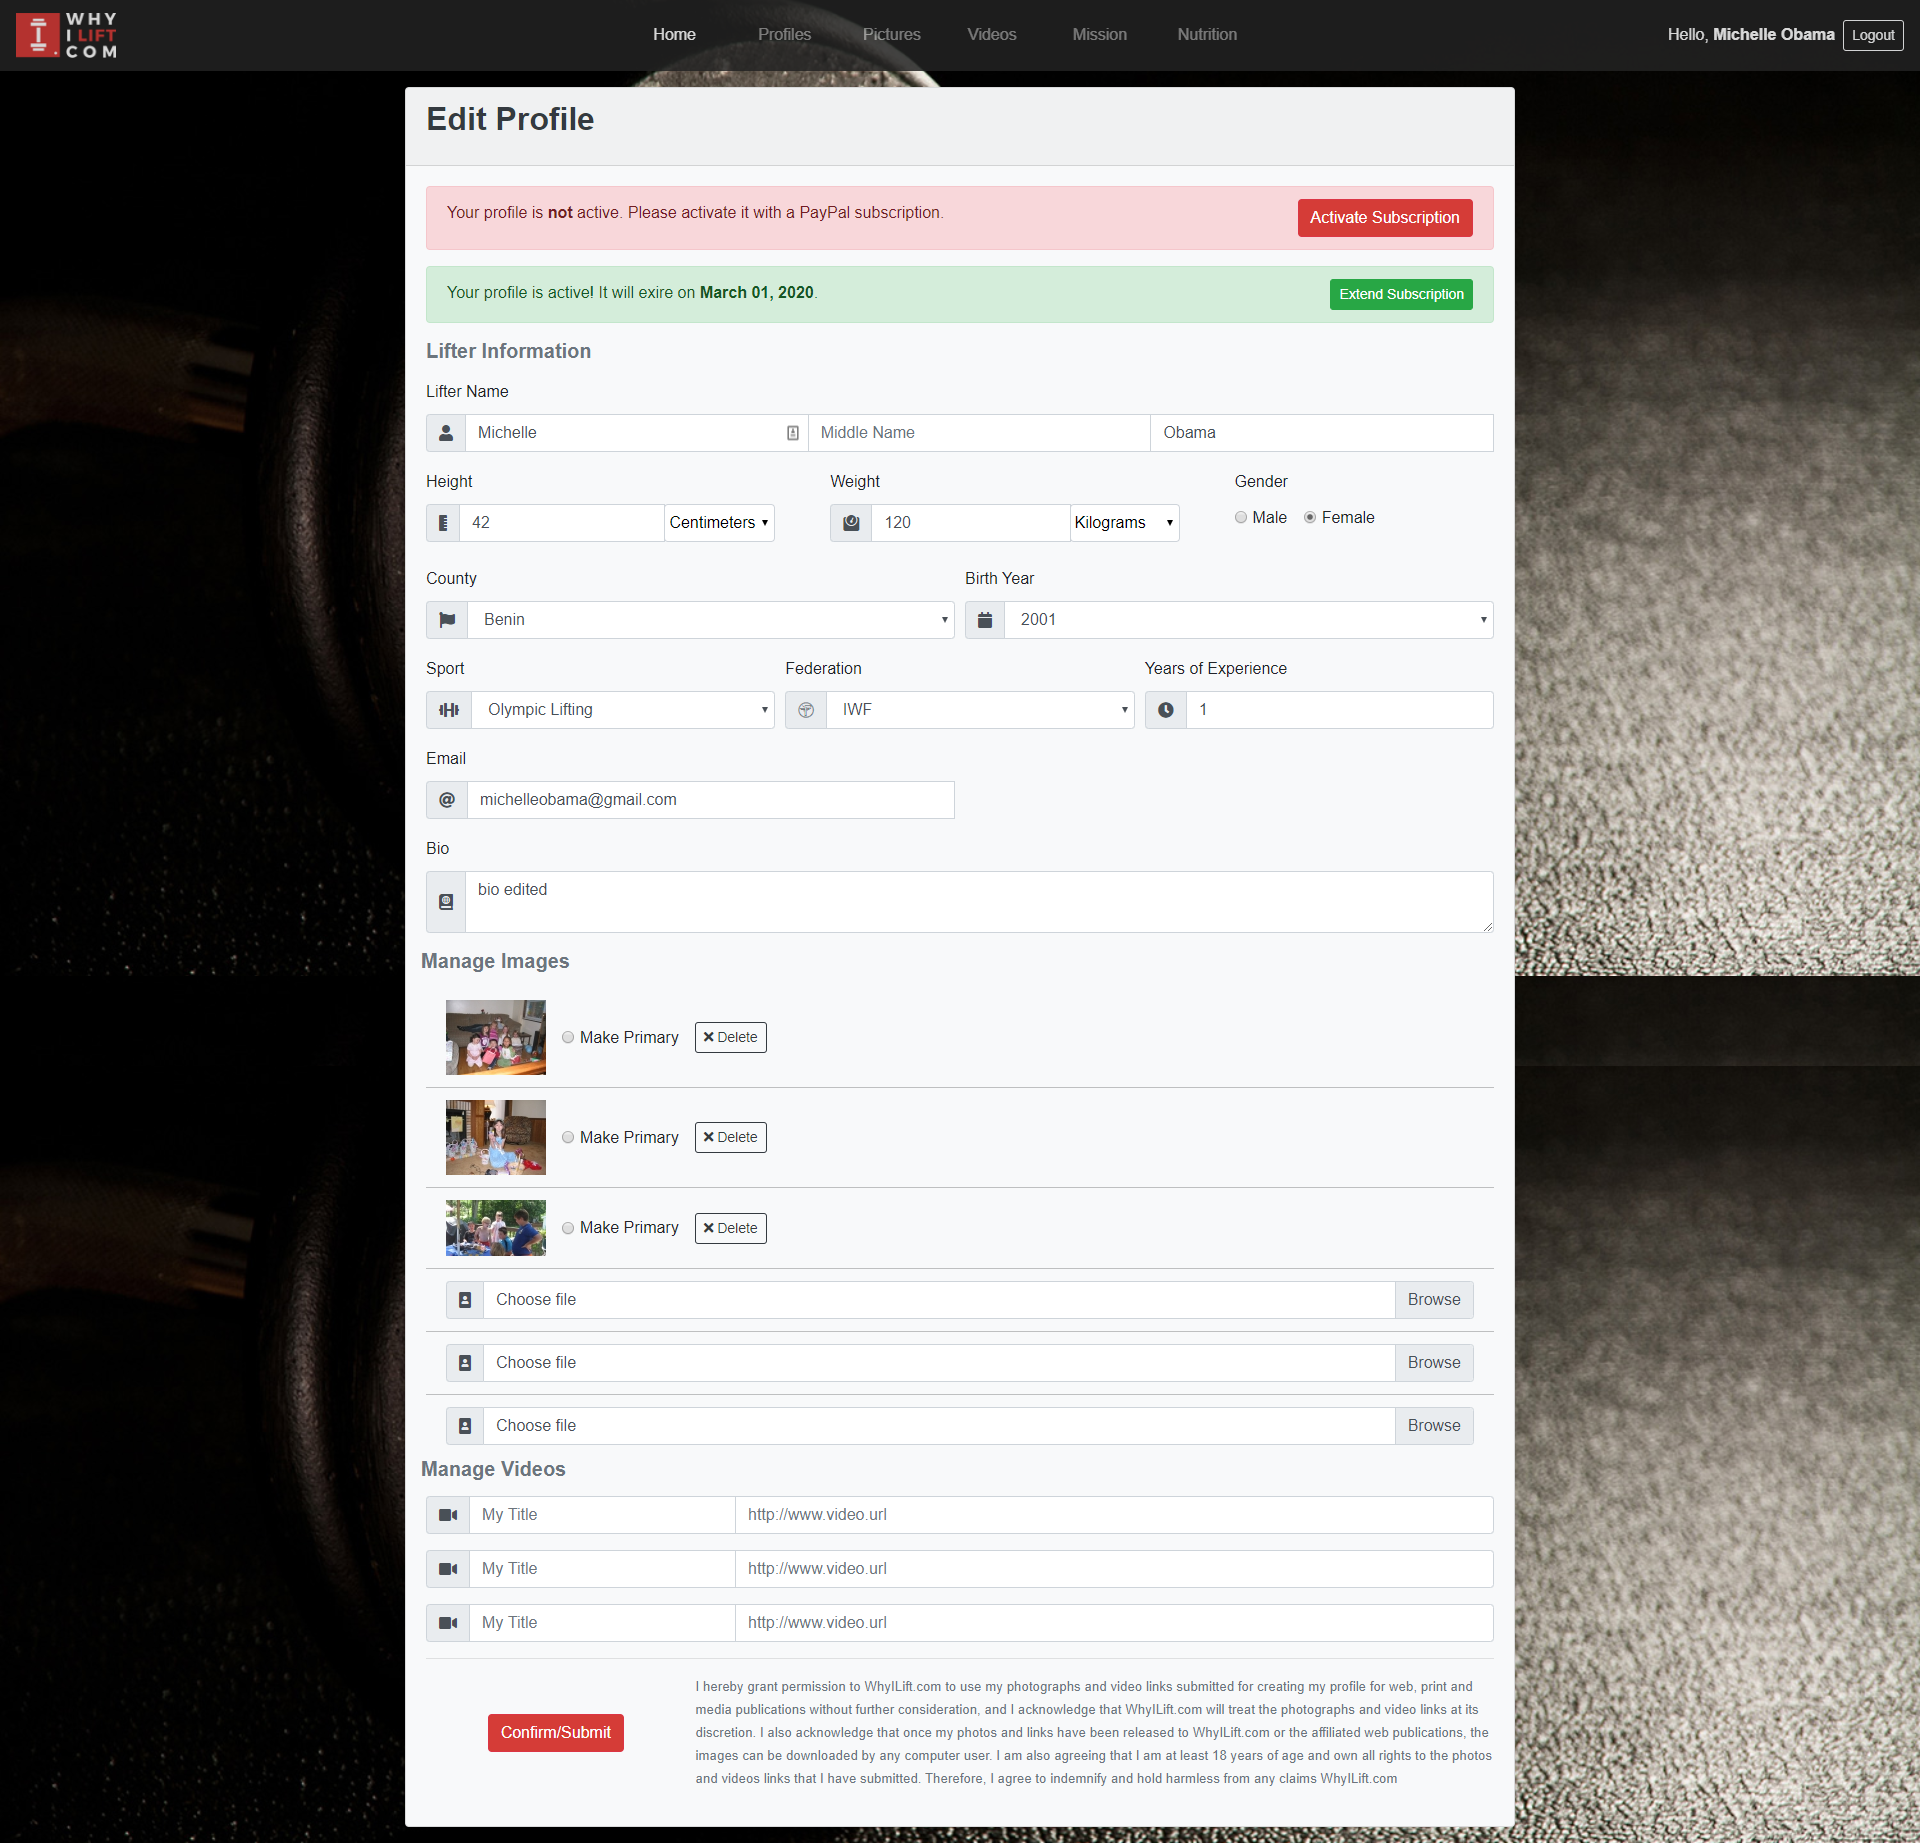 WHY
I LIFT
.COM
Home Profiles Pictures Videos Mission Nutrition
Hello, Michelle Obama Logout
Edit Profile
Your profile is not active. Please activate it with a PayPal subscription. Activate Subscription
Your profile is active! It will exire on March 01, 2020. Extend Subscription
Lifter Information
Lifter Name
Michelle Middle Name Obama
Height Weight Gender
42 Centimeters 120 Kilograms Male Female
County Birth Year
Benin 2001
Sport Federation Years of Experience
Olympic Lifting IWF 1
Email
michelleobama@gmail.com
Bio
bio edited
Manage Images
Make Primary Delete
Make Primary Delete
Make Primary Delete
Choose file Browse
Choose file Browse
Choose file Browse
Manage Videos
My Title http://www.video.url
My Title http://www.video.url
My Title http://www.video.url
I hereby grant permission to WhyILift.com to use my photographs and video links submitted for creating my profile for web, print and
media publications without further consideration, and I acknowledge that WhyILift.com will treat the photographs and video links at its
discretion. I also acknowledge that once my photos and links have been released to WhyILift.com or the affiliated web publications, the
images can be downloaded by any computer user. I am also agreeing that I am at least 18 years of age and own all rights to the photos
and videos links that I have submitted. Therefore, I agree to indemnify and hold harmless from any claims WhyILift.com
Confirm/Submit